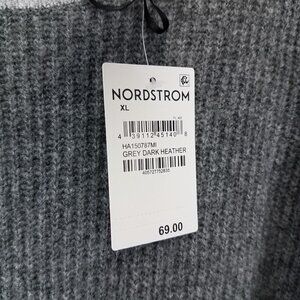 NORDSTROM
XL
4 39112 45140 8
HA150787MI
GREY DARK HEATHER
69.00